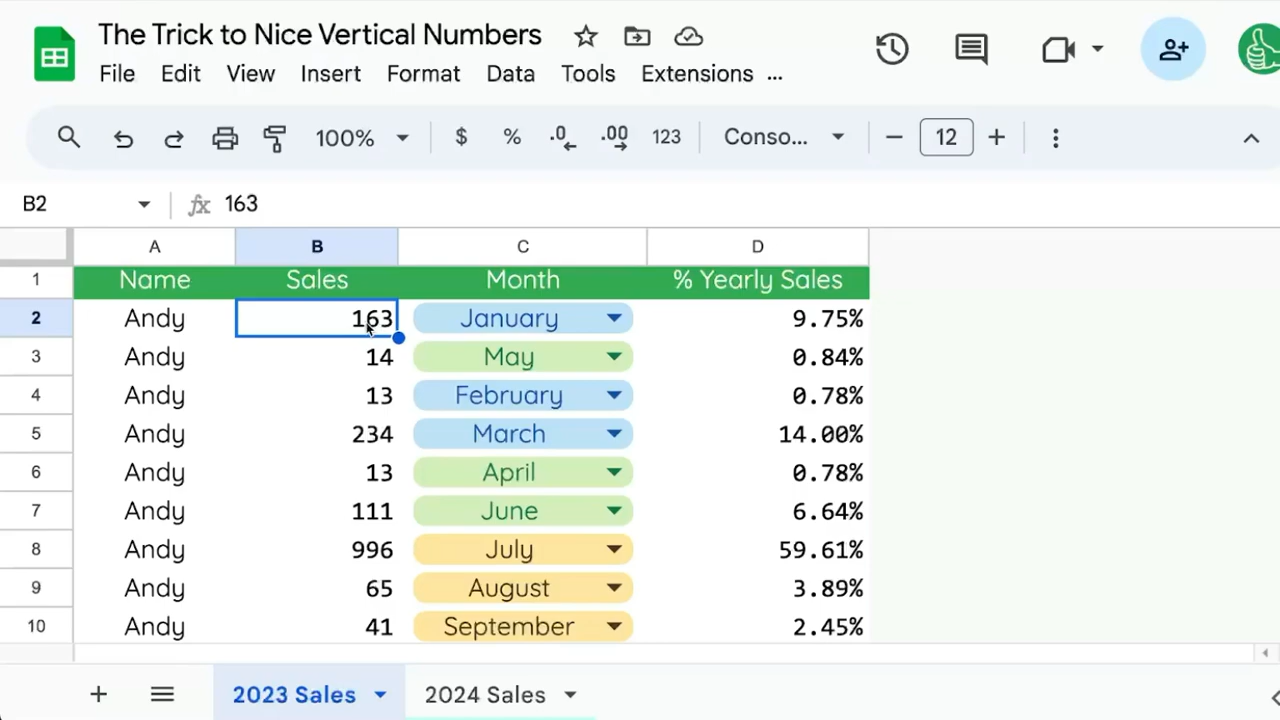 The Trick to Nice Vertical Numbers
File Edit View Insert Format Data Tools Extensions ...
100% $ % .0 .00 123 Conso... 12
B2 fx 163
A B C D
1 Name Sales Month % Yearly Sales
2 Andy 163 January 9.75%
3 Andy 14 May 0.84%
4 Andy 13 February 0.78%
5 Andy 234 March 14.00%
6 Andy 13 April 0.78%
7 Andy 111 June 6.64%
8 Andy 996 July 59.61%
9 Andy 65 August 3.89%
10 Andy 41 September 2.45%
2023 Sales 2024 Sales